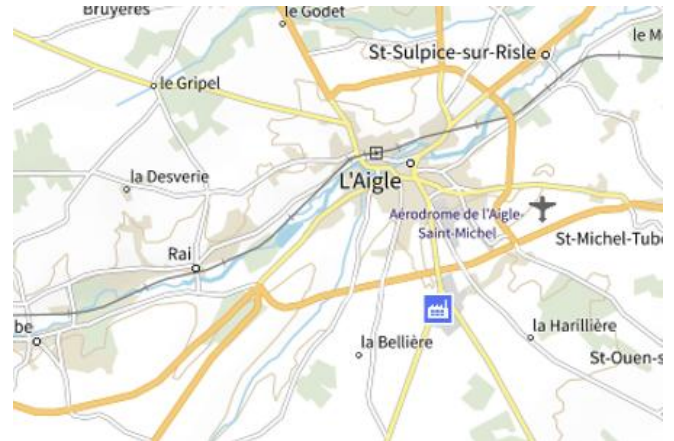 Bruyères
le Godet
St-Sulpice-sur-Risle
le Gripel
la Desverie
L'Aigle
Aérodrome de l'Aigle-
Saint-Michel
St-Michel-Tube
Rai
la Harillière
la Bellière
St-Ouen-s
be
le M